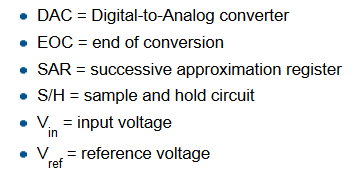 • DAC = Digital-to-Analog converter
• EOC = end of conversion
• SAR = successive approximation register
• S/H = sample and hold circuit
• Vin = input voltage
• Vref = reference voltage